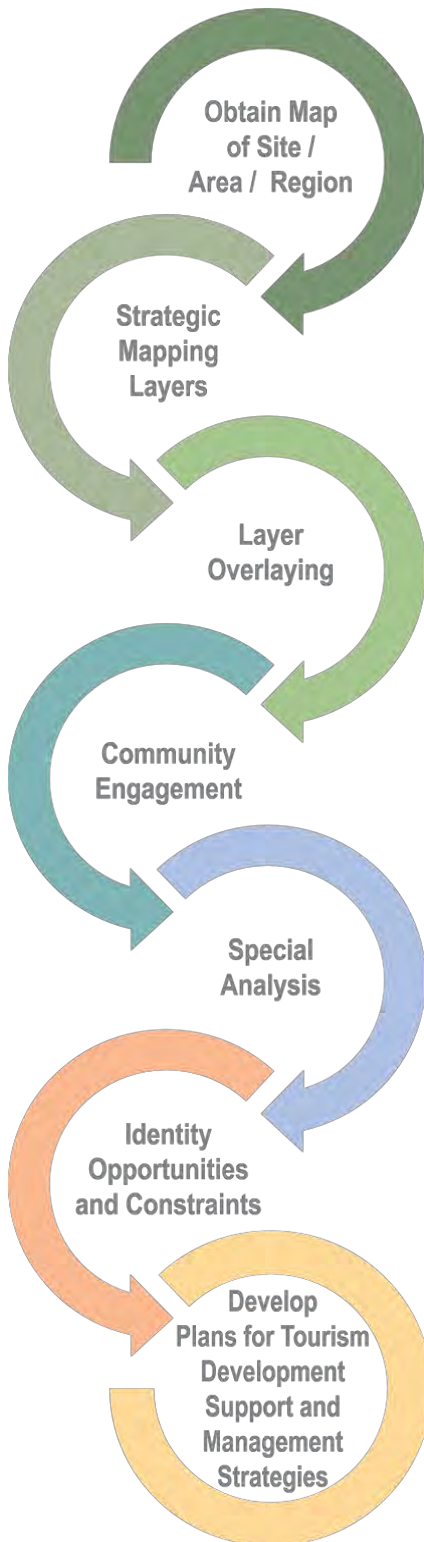 Obtain Map
of Site /
Area / Region
Strategic
Mapping
Layers
Layer
Overlaying
Community
Engagement
Special
Analysis
Identity
Opportunities
and Constraints
Develop
Plans for Tourism
Development
Support and
Management
Strategies